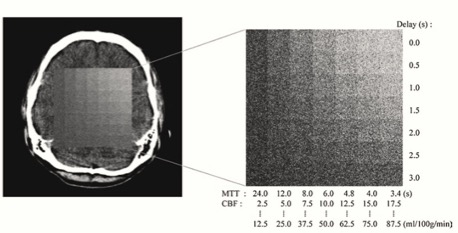 Delay (s) :
0.0
0.5
1.0
1.5
2.0
2.5
3.0
MTT : 24.0 12.0 8.0 6.0 4.8 4.0 3.4 (s)
CBF : 2.5 5.0 7.5 10.0 12.5 15.0 17.5
| | | | | | |
12.5 25.0 37.5 50.0 62.5 75.0 87.5 (ml/100g/min)